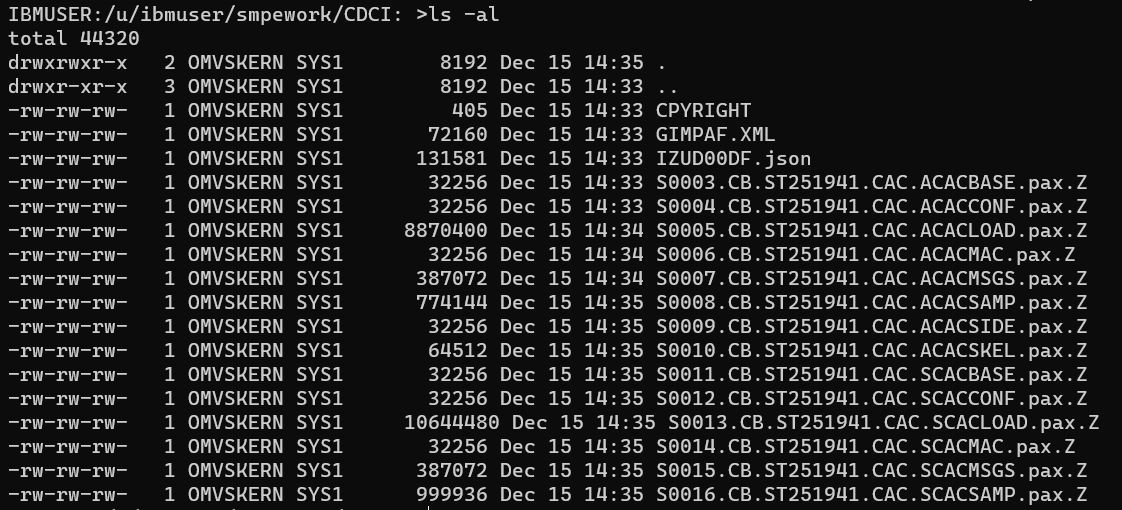 IBMUSER:/u/ibmuser/smpework/CDCI: >ls -al
total 44320
drwxrwxr-x   2 OMVSKERN SYS1        8192 Dec 15 14:35 .
drwxr-xr-x   3 OMVSKERN SYS1        8192 Dec 15 14:33 ..
-rw-rw-rw-   1 OMVSKERN SYS1         405 Dec 15 14:33 CPYRIGHT
-rw-rw-rw-   1 OMVSKERN SYS1       72160 Dec 15 14:33 GIMPAF.XML
-rw-rw-rw-   1 OMVSKERN SYS1      131581 Dec 15 14:33 IZUD00DF.json
-rw-rw-rw-   1 OMVSKERN SYS1       32256 Dec 15 14:33 S0003.CB.ST251941.CAC.ACACBASE.pax.Z
-rw-rw-rw-   1 OMVSKERN SYS1       32256 Dec 15 14:33 S0004.CB.ST251941.CAC.ACACCONF.pax.Z
-rw-rw-rw-   1 OMVSKERN SYS1     8870400 Dec 15 14:34 S0005.CB.ST251941.CAC.ACACLOAD.pax.Z
-rw-rw-rw-   1 OMVSKERN SYS1       32256 Dec 15 14:34 S0006.CB.ST251941.CAC.ACACMAC.pax.Z
-rw-rw-rw-   1 OMVSKERN SYS1      387072 Dec 15 14:34 S0007.CB.ST251941.CAC.ACACMSGS.pax.Z
-rw-rw-rw-   1 OMVSKERN SYS1      774144 Dec 15 14:35 S0008.CB.ST251941.CAC.ACACSAMP.pax.Z
-rw-rw-rw-   1 OMVSKERN SYS1       32256 Dec 15 14:35 S0009.CB.ST251941.CAC.ACACSIDE.pax.Z
-rw-rw-rw-   1 OMVSKERN SYS1       64512 Dec 15 14:35 S0010.CB.ST251941.CAC.ACACSKEL.pax.Z
-rw-rw-rw-   1 OMVSKERN SYS1       32256 Dec 15 14:35 S0011.CB.ST251941.CAC.SCACBASE.pax.Z
-rw-rw-rw-   1 OMVSKERN SYS1       32256 Dec 15 14:35 S0012.CB.ST251941.CAC.SCACCONF.pax.Z
-rw-rw-rw-   1 OMVSKERN SYS1     10644480 Dec 15 14:35 S0013.CB.ST251941.CAC.SCACLOAD.pax.Z
-rw-rw-rw-   1 OMVSKERN SYS1       32256 Dec 15 14:35 S0014.CB.ST251941.CAC.SCACMAC.pax.Z
-rw-rw-rw-   1 OMVSKERN SYS1      387072 Dec 15 14:35 S0015.CB.ST251941.CAC.SCACMSGS.pax.Z
-rw-rw-rw-   1 OMVSKERN SYS1      999936 Dec 15 14:35 S0016.CB.ST251941.CAC.SCACSAMP.pax.Z